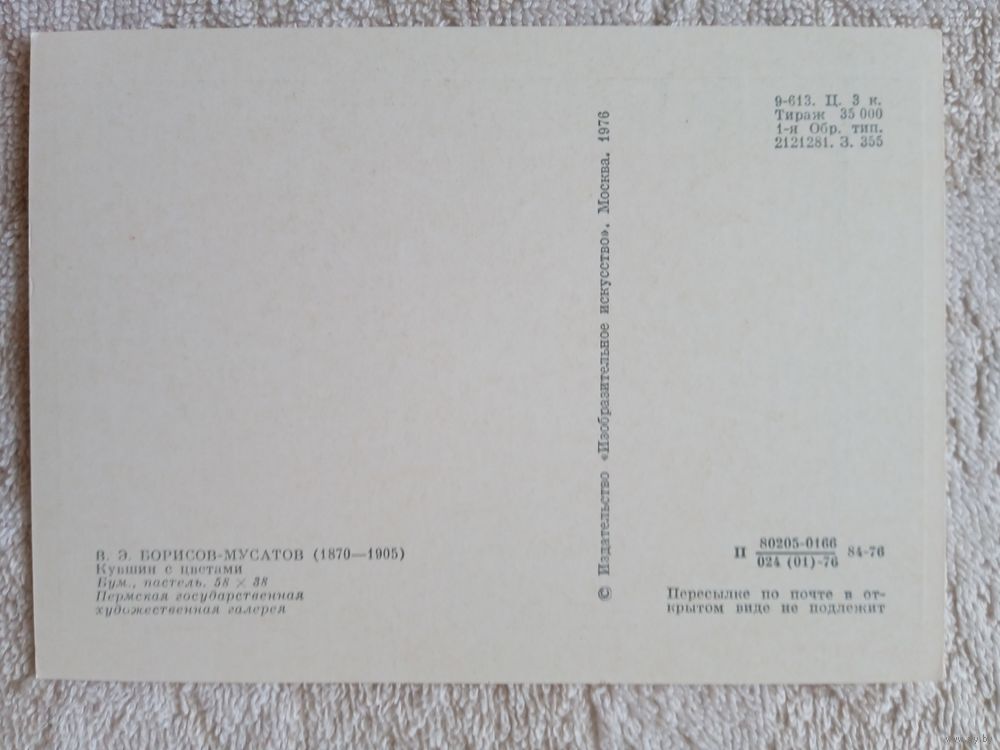 В. Э. БОРИСОВ-МУСАТОВ (1870—1905)
Кувшин с цветами
Бум., пастель. 58 × 38
Пермская государственная
художественная галерея
© Издательство «Изобразительное искусство». Москва. 1976
9-613. Ц. 3 к.
Тираж 35 000
1-я Обр. тип.
2121281. З. 355
П 80205-0166 84-76
024 (01)-76
Пересылке по почте в от-
крытом виде не подлежит